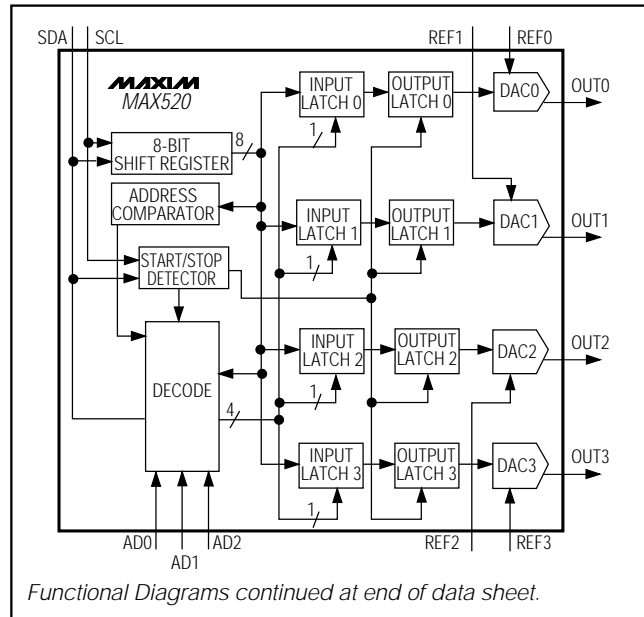 SDA SCL REF1 REF0
MAXIM
MAX520
INPUT
LATCH 0
OUTPUT
LATCH 0
DAC0
OUT0
1
8-BIT
SHIFT REGISTER
8
ADDRESS
COMPARATOR
INPUT
LATCH 1
OUTPUT
LATCH 1
DAC1
OUT1
1
START/STOP
DETECTOR
INPUT
LATCH 2
OUTPUT
LATCH 2
DAC2
OUT2
1
DECODE
4
INPUT
LATCH 3
OUTPUT
LATCH 3
DAC3
OUT3
1
AD0
AD1
AD2
REF2
REF3
Functional Diagrams continued at end of data sheet.